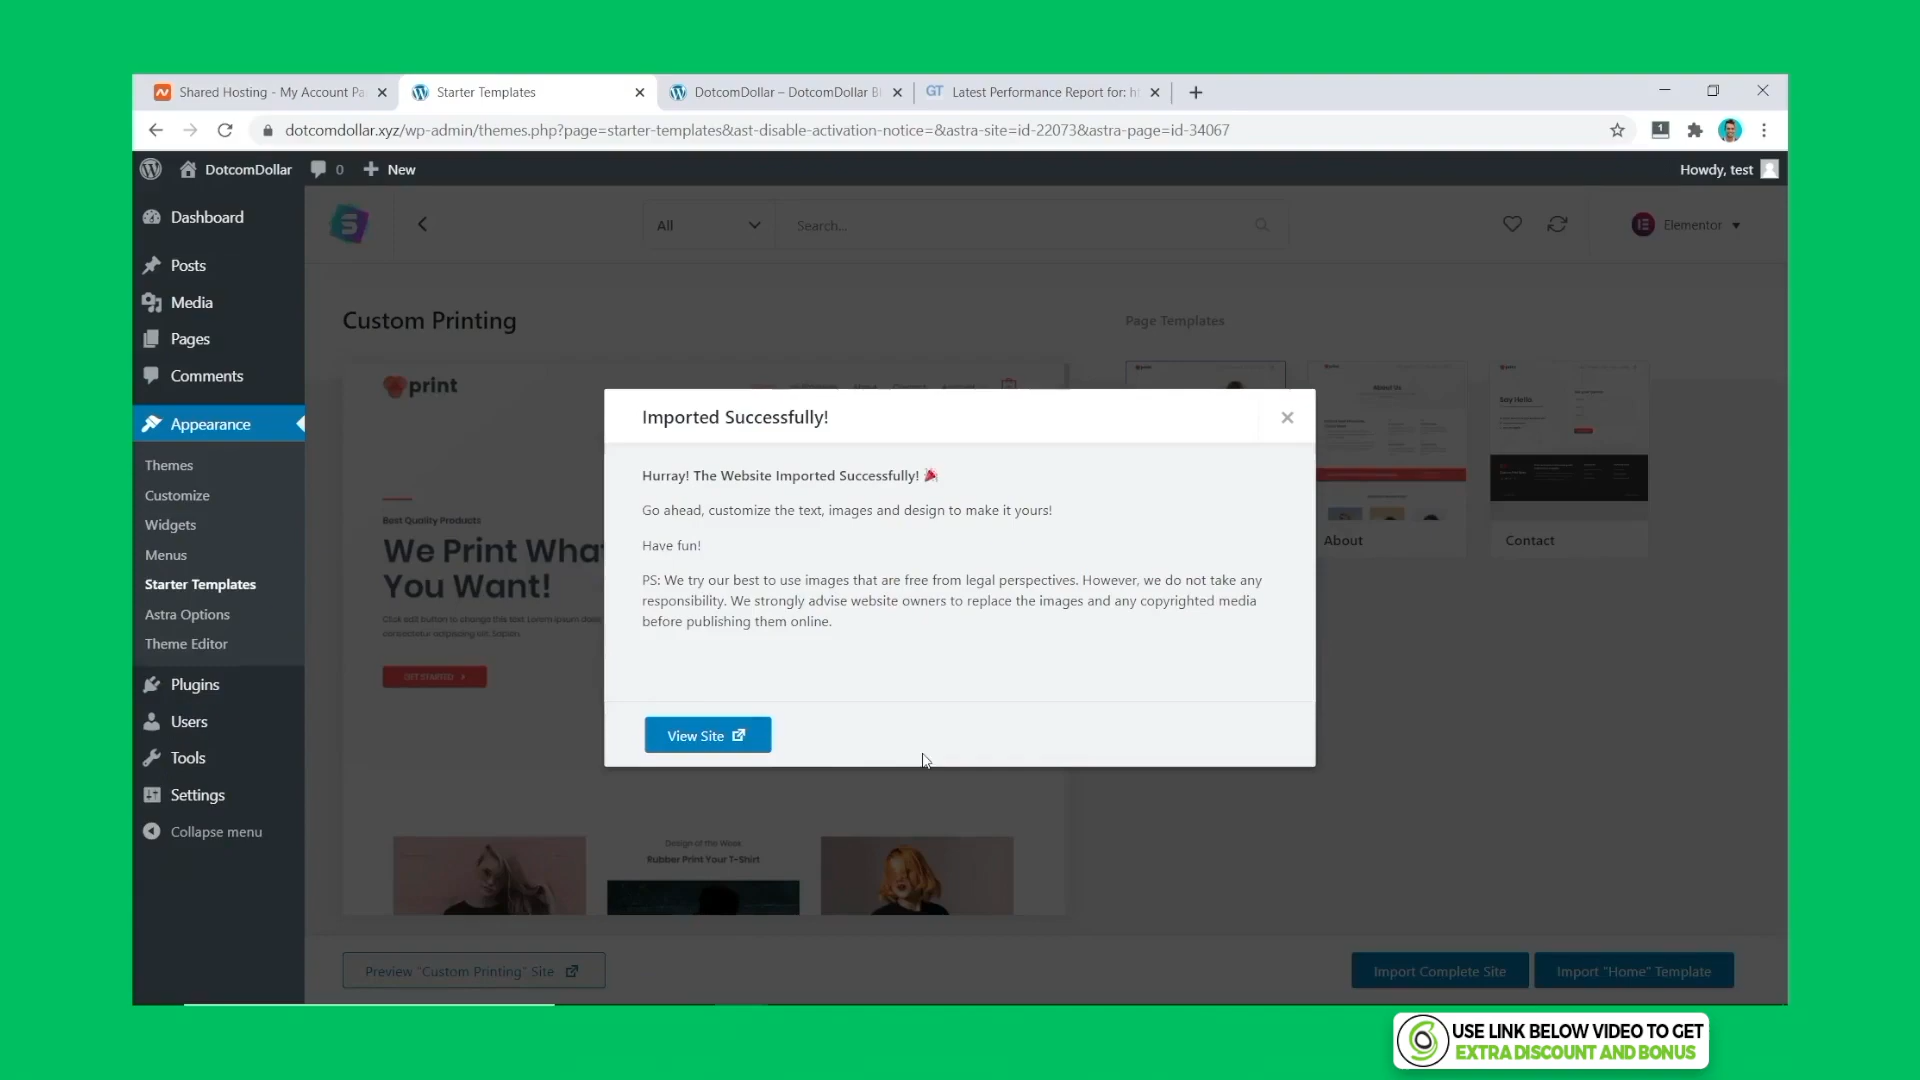 Shared Hosting - My Account Pa
Starter Templates
DotcomDollar – DotcomDollar B
GT Latest Performance Report for: h
dotcomdollar.xyz/wp-admin/themes.php?page=starter-templates&ast-disable-activation-notice=&astra-site=id-22073&astra-page=id-34067
DotcomDollar 0 New
Howdy, test
Dashboard
Posts
Media
Pages
Comments
Appearance
Themes
Customize
Widgets
Menus
Starter Templates
Astra Options
Theme Editor
Plugins
Users
Tools
Settings
Collapse menu
All
Search...
Elementor
Custom Printing
Page Templates
print
Best Quality Products
We Print What
You Want!
GET STARTED
Imported Successfully!
Hurray! The Website Imported Successfully!
Go ahead, customize the text, images and design to make it yours!
Have fun!
PS: We try our best to use images that are free from legal perspectives. However, we do not take any
responsibility. We strongly advise website owners to replace the images and any copyrighted media
before publishing them online.
View Site
About Us
Say Hello
About
Contact
Design of the Week
Rubber Print Your T-Shirt
Preview "Custom Printing" Site
Import Complete Site
Import "Home" Template
USE LINK BELOW VIDEO TO GET
EXTRA DISCOUNT AND BONUS